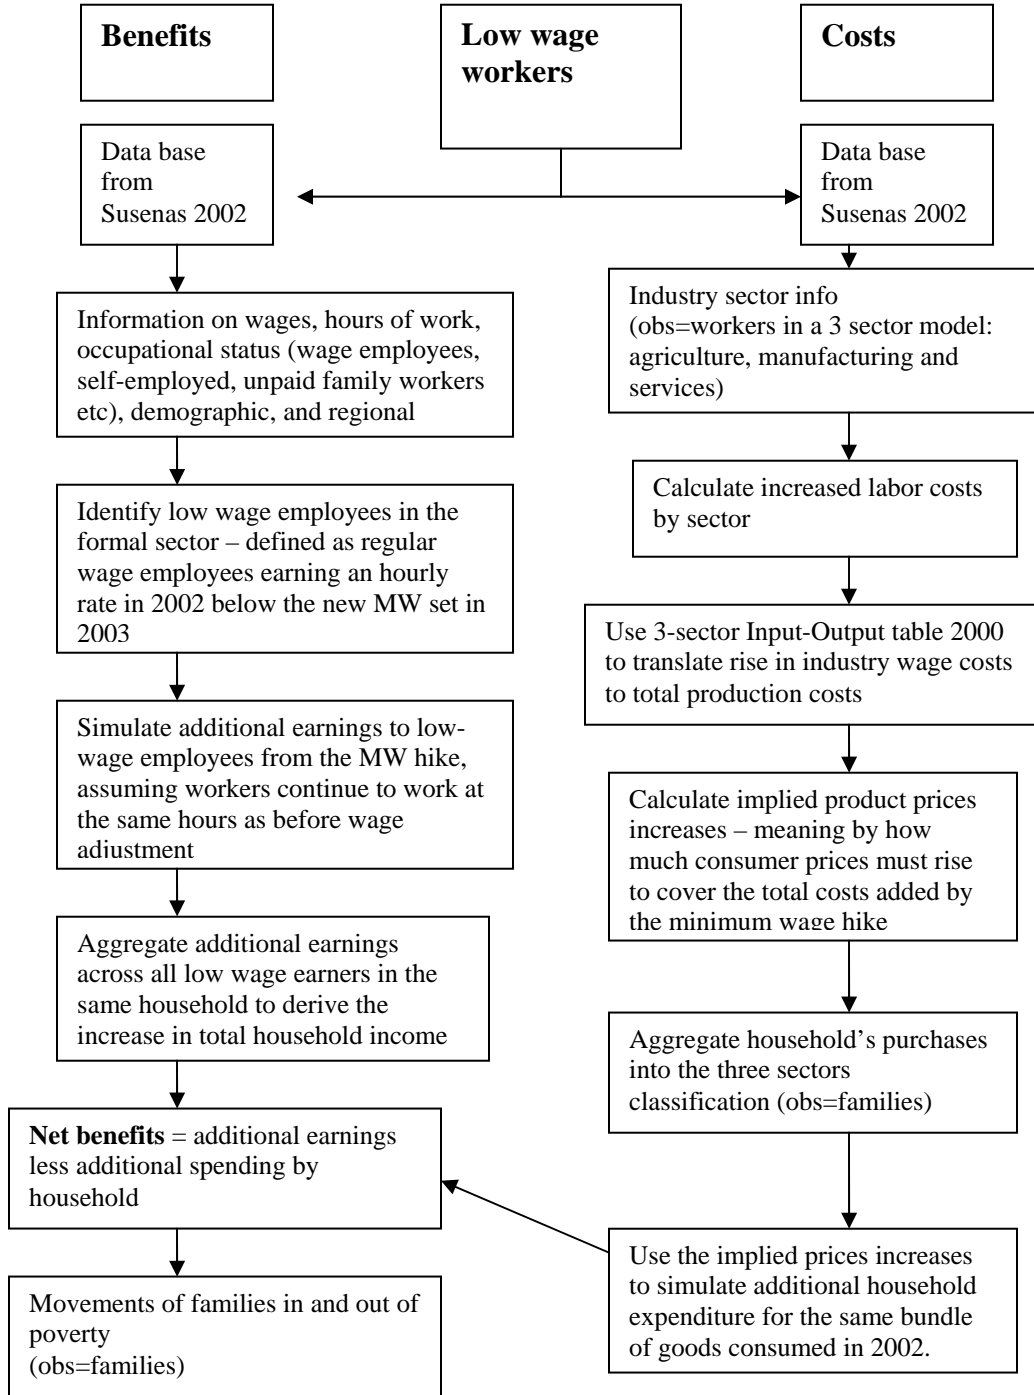 Benefits
Low wage
workers
Costs
Data base
from
Susenas 2002
Data base
from
Susenas 2002
Information on wages, hours of work,
occupational status (wage employees,
self-employed, unpaid family workers
etc), demographic, and regional
Industry sector info
(obs=workers in a 3 sector model:
agriculture, manufacturing and
services)
Identify low wage employees in the
formal sector – defined as regular
wage employees earning an hourly
rate in 2002 below the new MW set in
2003
Calculate increased labor costs
by sector
Use 3-sector Input-Output table 2000
to translate rise in industry wage costs
to total production costs
Simulate additional earnings to low-
wage employees from the MW hike,
assuming workers continue to work at
the same hours as before wage
adjustment
Calculate implied product prices
increases – meaning by how
much consumer prices must rise
to cover the total costs added by
the minimum wage hike
Aggregate additional earnings
across all low wage earners in the
same household to derive the
increase in total household income
Aggregate household's purchases
into the three sectors
classification (obs=families)
Net benefits = additional earnings
less additional spending by
household
Use the implied prices increases
to simulate additional household
expenditure for the same bundle
of goods consumed in 2002.
Movements of families in and out of
poverty
(obs=families)